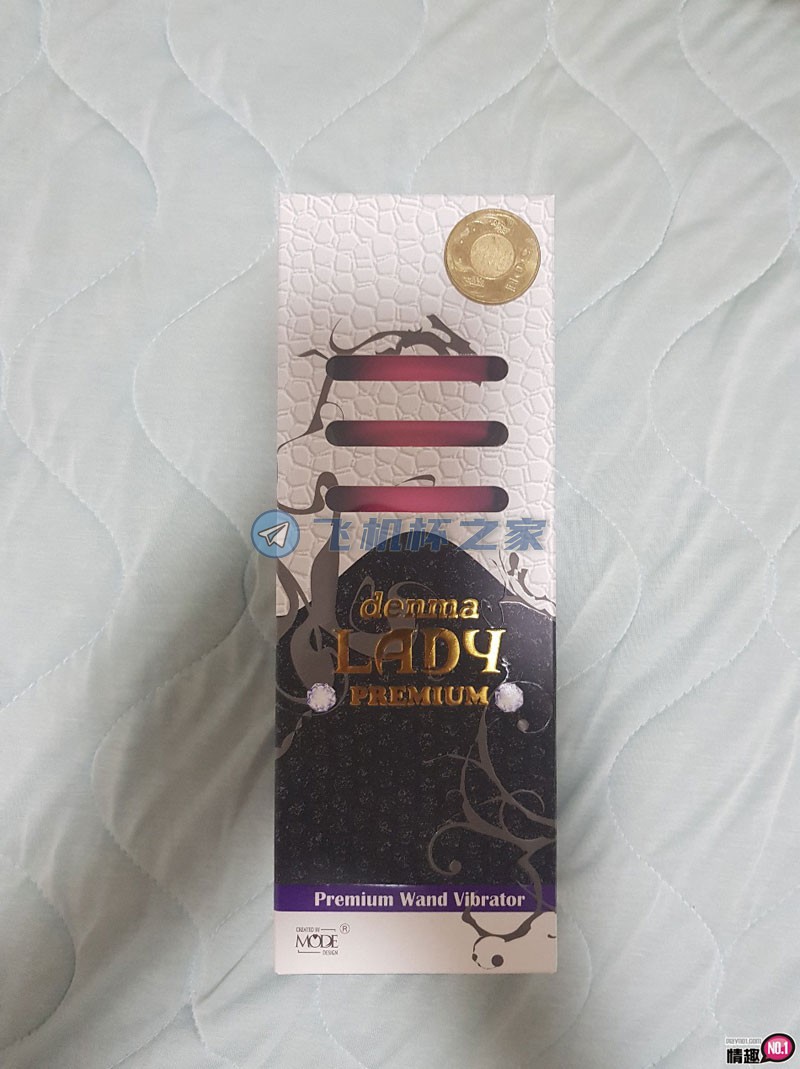 飞机杯之家
denma
LADY
PREMIUM
Premium Wand Vibrator
CREATED BY
MODE
®
DESIGN
情趣
NO.1